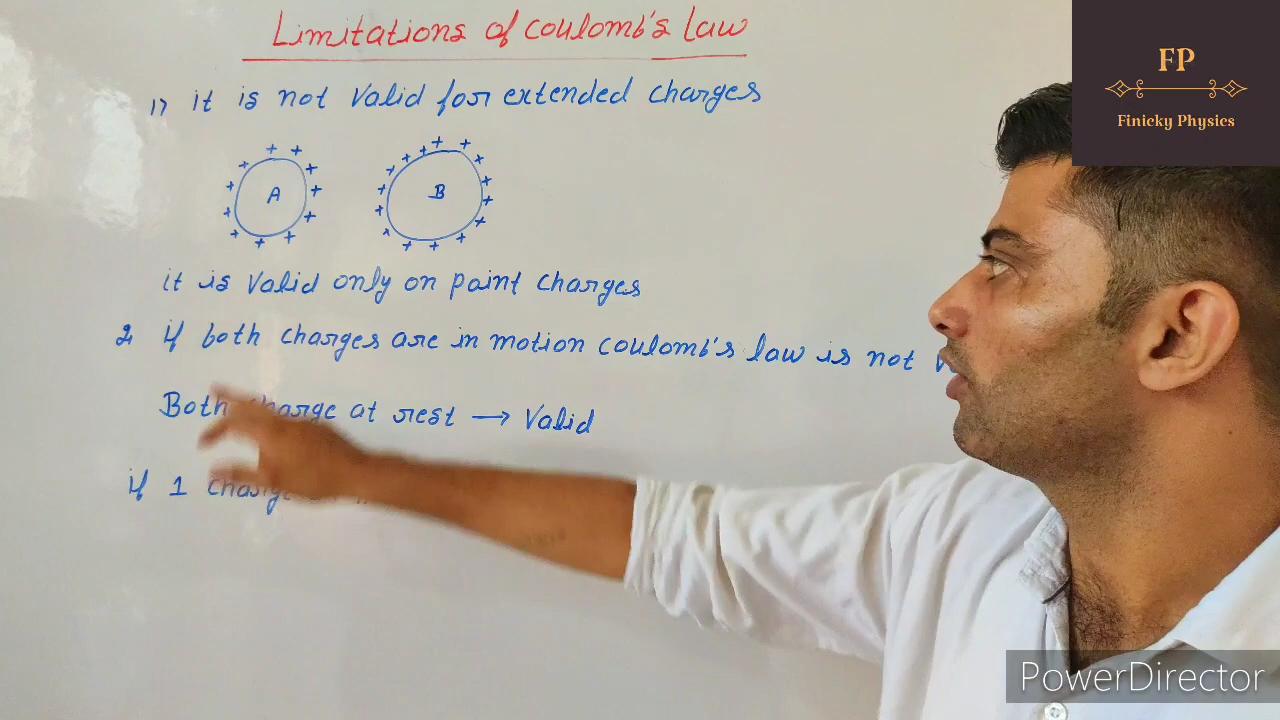 Limitations of Coulomb's Law
FP
Finicky Physics
1) it is not Valid for extended charges
A
B
it is Valid only on point Charges
2 if both charges are in motion Coulomb's law is not
Both charge at rest → Valid
if 1 Charge
PowerDirector